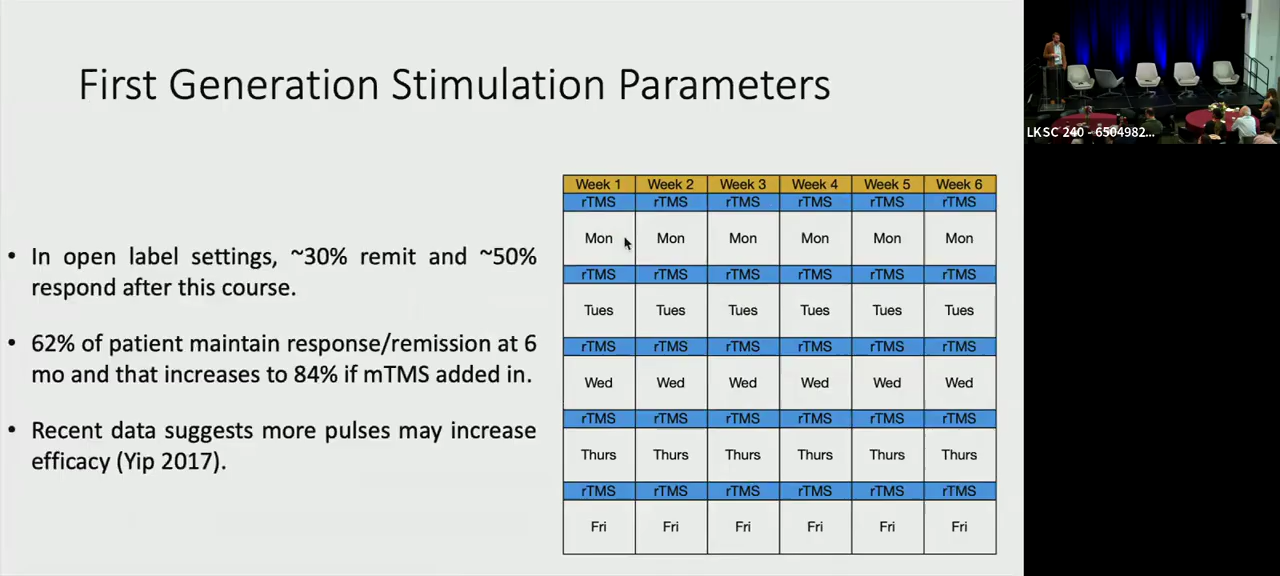 First Generation Stimulation Parameters
• In open label settings, ~30% remit and ~50%
respond after this course.
• 62% of patient maintain response/remission at 6
mo and that increases to 84% if mTMS added in.
• Recent data suggests more pulses may increase
efficacy (Yip 2017).
Week 1 Week 2 Week 3 Week 4 Week 5 Week 6
rTMS rTMS rTMS rTMS rTMS rTMS
Mon Mon Mon Mon Mon Mon
rTMS rTMS rTMS rTMS rTMS rTMS
Tues Tues Tues Tues Tues Tues
rTMS rTMS rTMS rTMS rTMS rTMS
Wed Wed Wed Wed Wed Wed
rTMS rTMS rTMS rTMS rTMS rTMS
Thurs Thurs Thurs Thurs Thurs Thurs
rTMS rTMS rTMS rTMS rTMS rTMS
Fri Fri Fri Fri Fri Fri
LKSC 240 - 6504982...